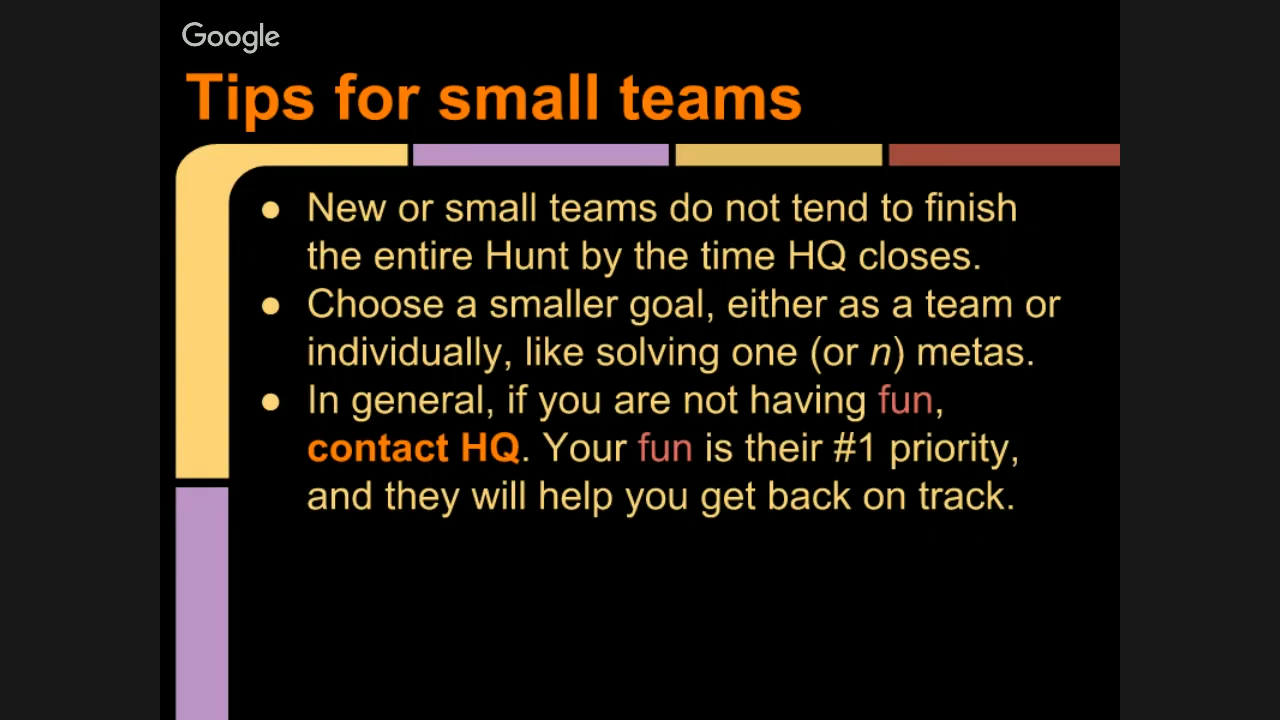 Google
Tips for small teams
● New or small teams do not tend to finish
the entire Hunt by the time HQ closes.
● Choose a smaller goal, either as a team or
individually, like solving one (or n) metas.
● In general, if you are not having fun,
contact HQ. Your fun is their #1 priority,
and they will help you get back on track.